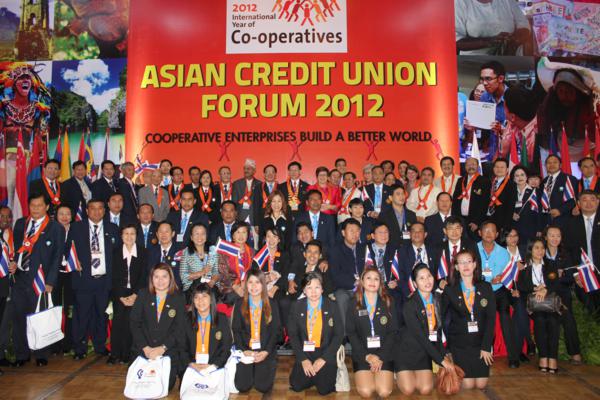 2012
International
Year of
Co-operatives
ASIAN CREDIT UNION
FORUM 2012
COOPERATIVE ENTERPRISES BUILD A BETTER WORLD